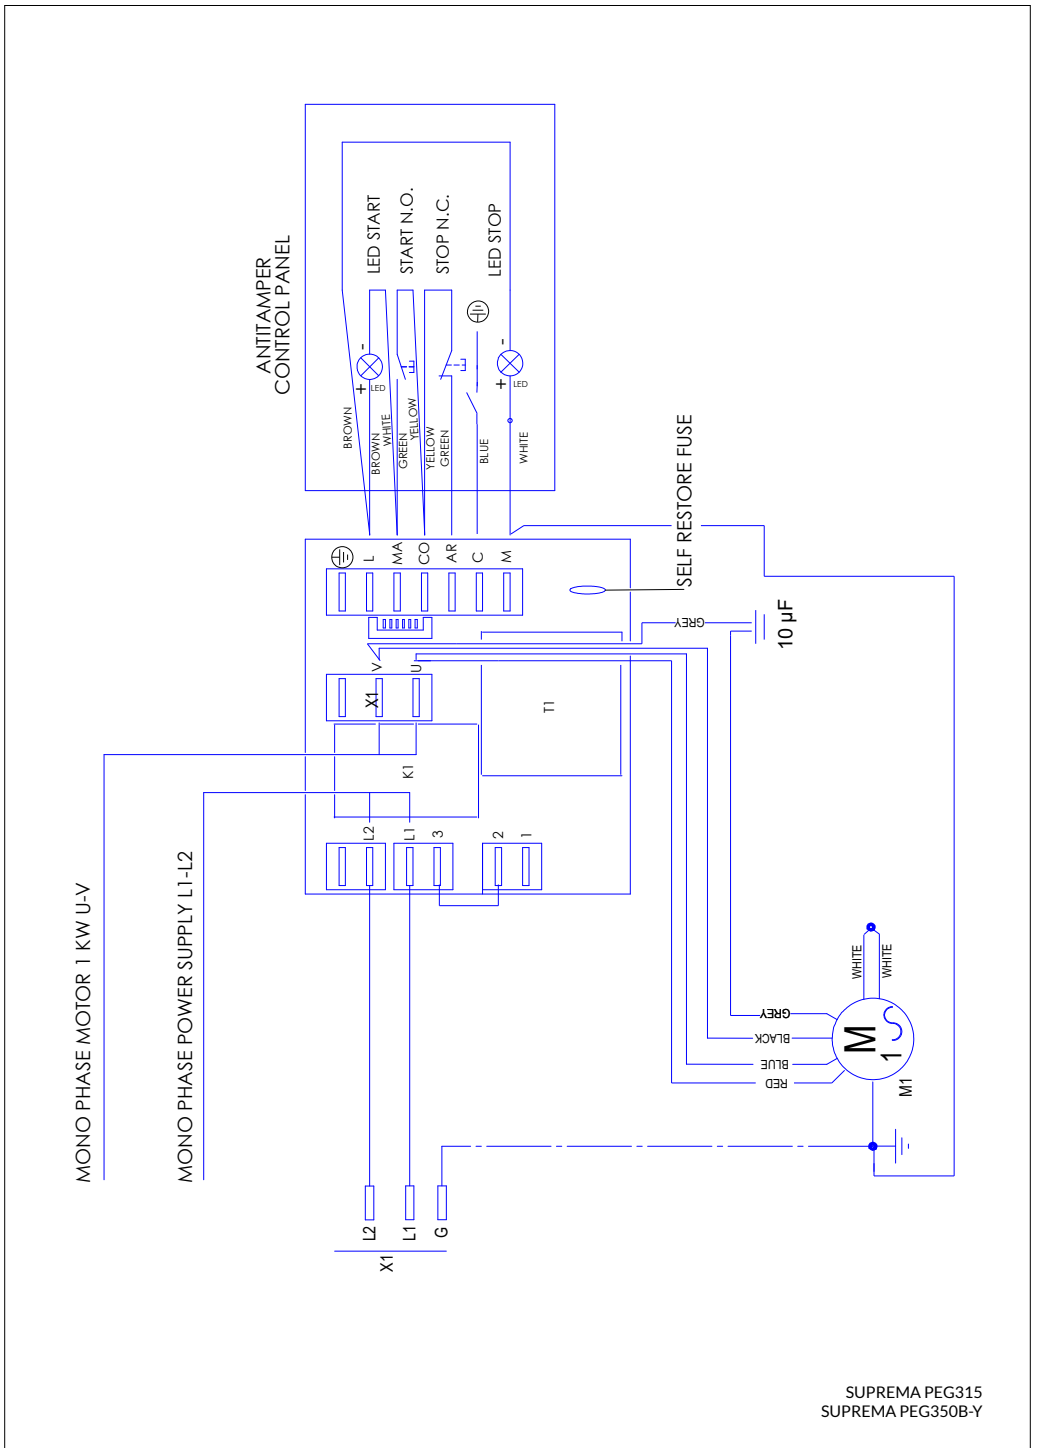 ANTITAMPER
CONTROL PANEL
LED START
START N.O.
STOP N.C.
LED STOP
+
-
LED
+
-
LED
BROWN
BROWN
WHITE
GREEN
YELLOW
YELLOW
GREEN
BLUE
WHITE
L
MA
CO
AR
C
M
SELF RESTORE FUSE
GREY
10 µF
V
U
X1
T1
K1
L2
L1
3
2
1
MONO PHASE MOTOR 1 KW U-V
MONO PHASE POWER SUPPLY L1-L2
WHITE
WHITE
GREY
BLACK
BLUE
RED
M
1
M1
L2
L1
G
X1
SUPREMA PEG315
SUPREMA PEG350B-Y